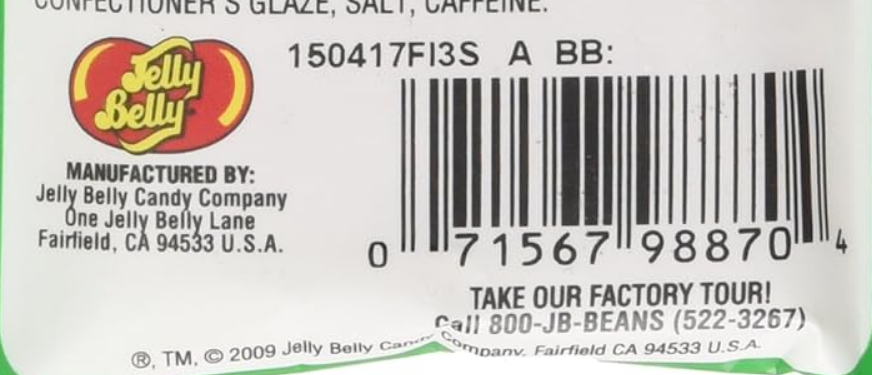 CONFECTIONER'S GLAZE, SALT, CAFFEINE.
150417FI3S A BB:
Jelly
Belly
MANUFACTURED BY:
Jelly Belly Candy Company
One Jelly Belly Lane
Fairfield, CA 94533 U.S.A.
0 71567 98870 4
TAKE OUR FACTORY TOUR!
Call 800-JB-BEANS (522-3267)
®, TM, © 2009 Jelly Belly Candy Company, Fairfield CA 94533 U.S.A.